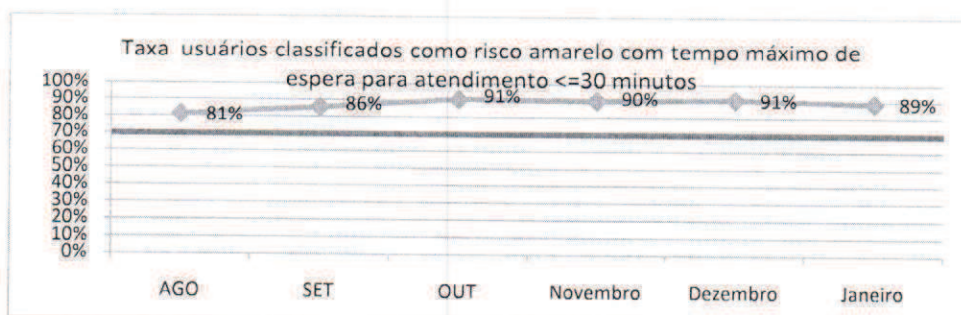 Taxa usuários classificados como risco amarelo com tempo máximo de
espera para atendimento <=30 minutos
100%
90%
80%
70%
60%
50%
40%
30%
20%
10%
0%
81%
86%
91%
90%
91%
89%
AGO
SET
OUT
Novembro
Dezembro
Janeiro